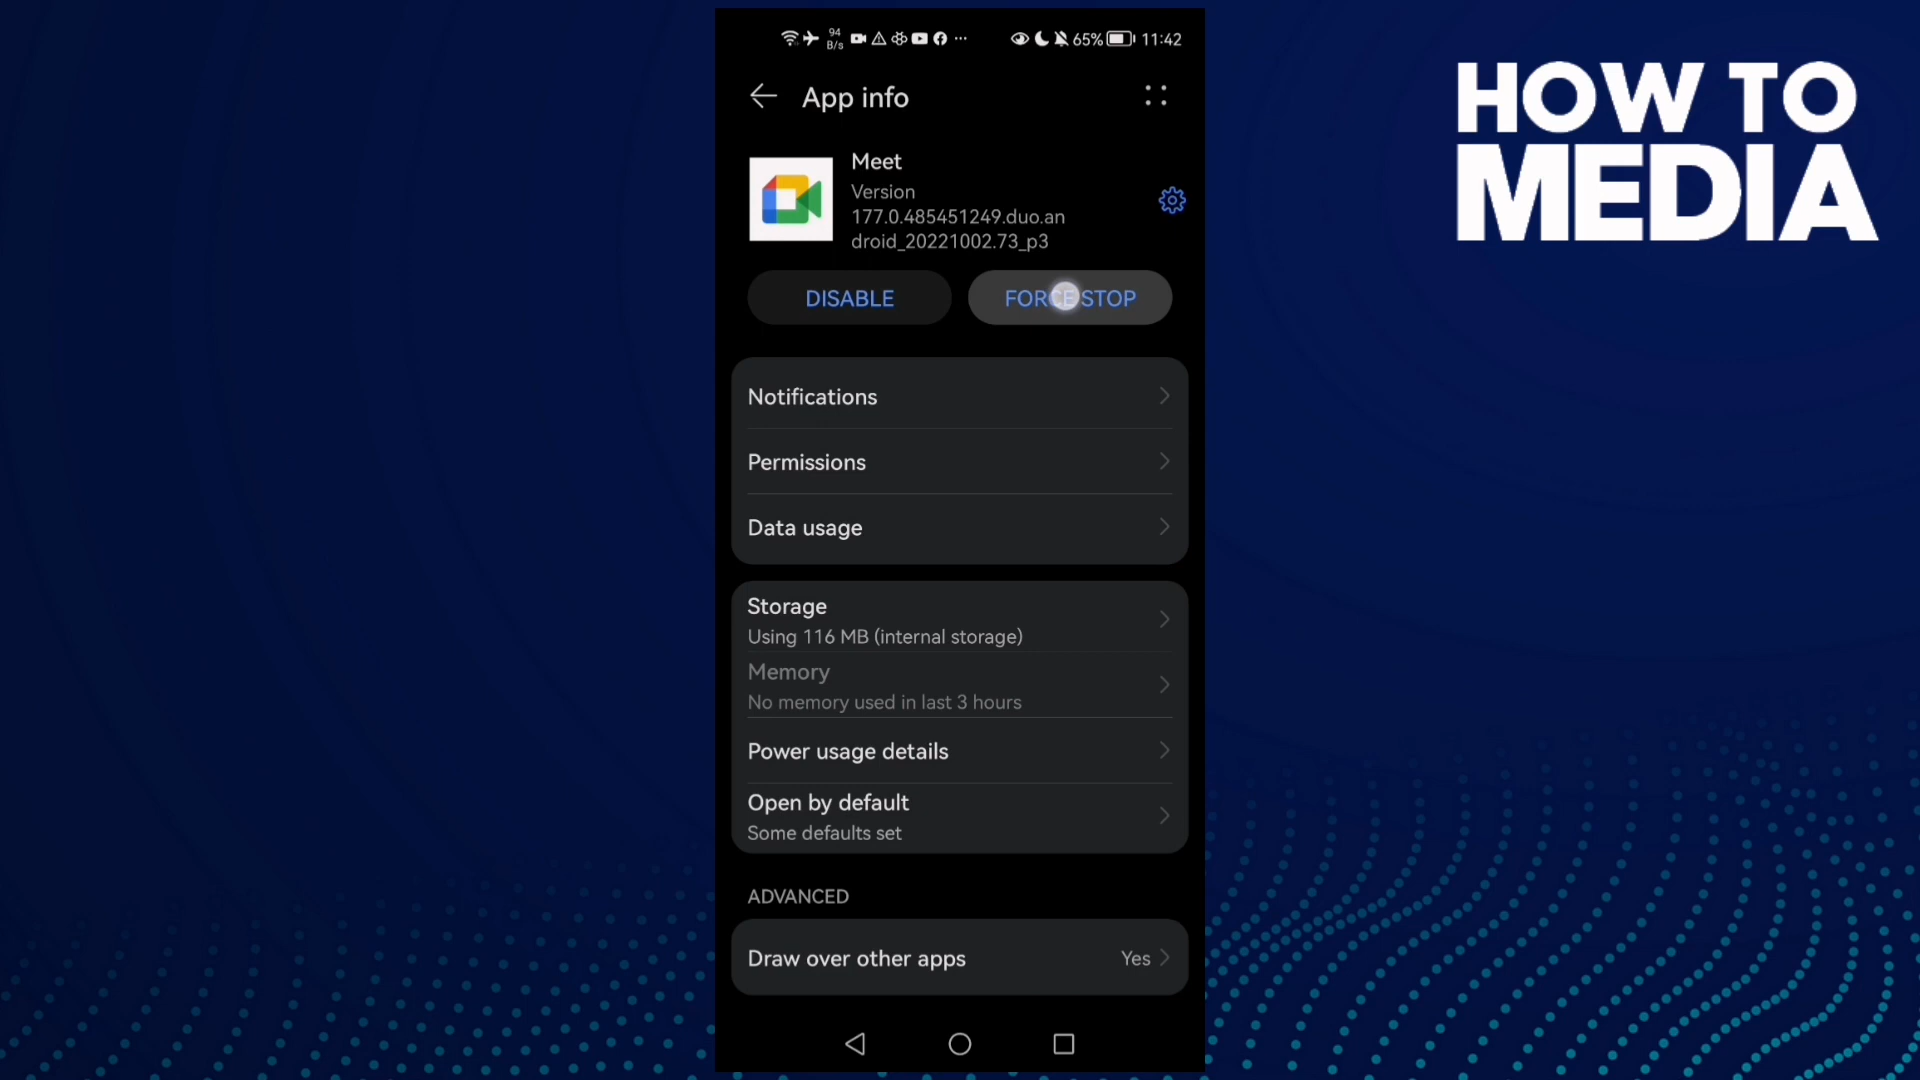 94
B/s
65%
11:42
App info
Meet
Version
177.0.485451249.duo.an
droid_20221002.73_p3
DISABLE
FORCE STOP
Notifications
Permissions
Data usage
Storage
Using 116 MB (internal storage)
Memory
No memory used in last 3 hours
Power usage details
Open by default
Some defaults set
ADVANCED
Draw over other apps
Yes
HOW TO
MEDIA